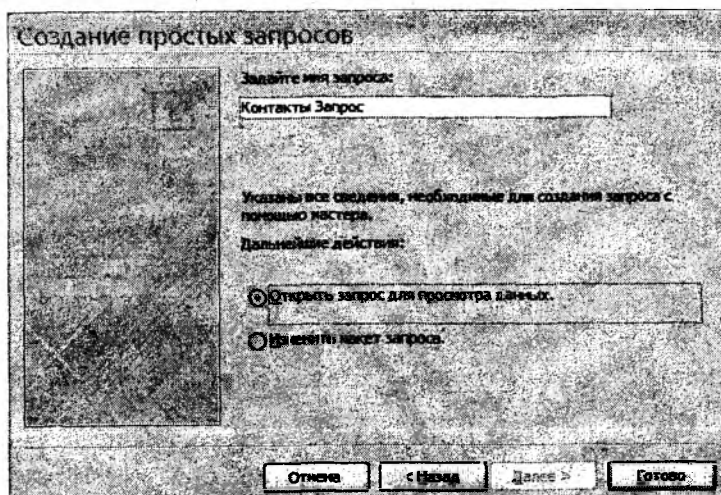 Создание простых запросов
Задайте имя запроса:
Контакты Запрос
Указаны все сведения, необходимые для создания запроса с
помощью мастера.
Дальнейшие действия:
Открыть запрос для просмотра данных.
Изменить макет запроса.
Отмена
< Назад
Далее >
Готово